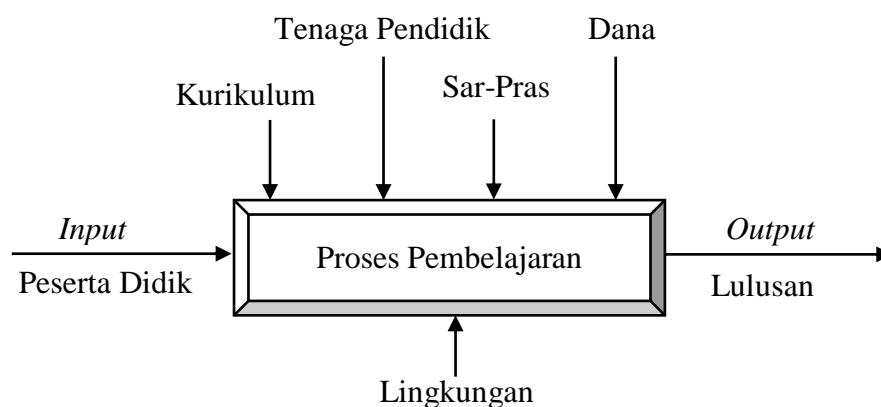 Tenaga Pendidik
Dana
Kurikulum
Sar-Pras
Input
Peserta Didik
Proses Pembelajaran
Output
Lulusan
Lingkungan